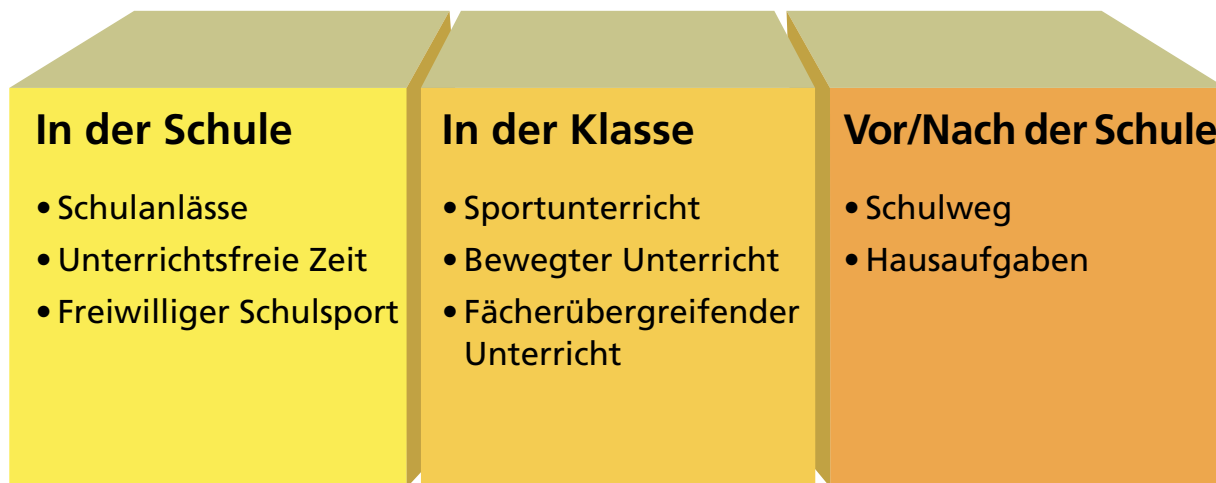 In der Schule
• Schulanlässe
• Unterrichtsfreie Zeit
• Freiwilliger Schulsport
In der Klasse
• Sportunterricht
• Bewegter Unterricht
• Fächerübergreifender
Unterricht
Vor/Nach der Schule
• Schulweg
• Hausaufgaben